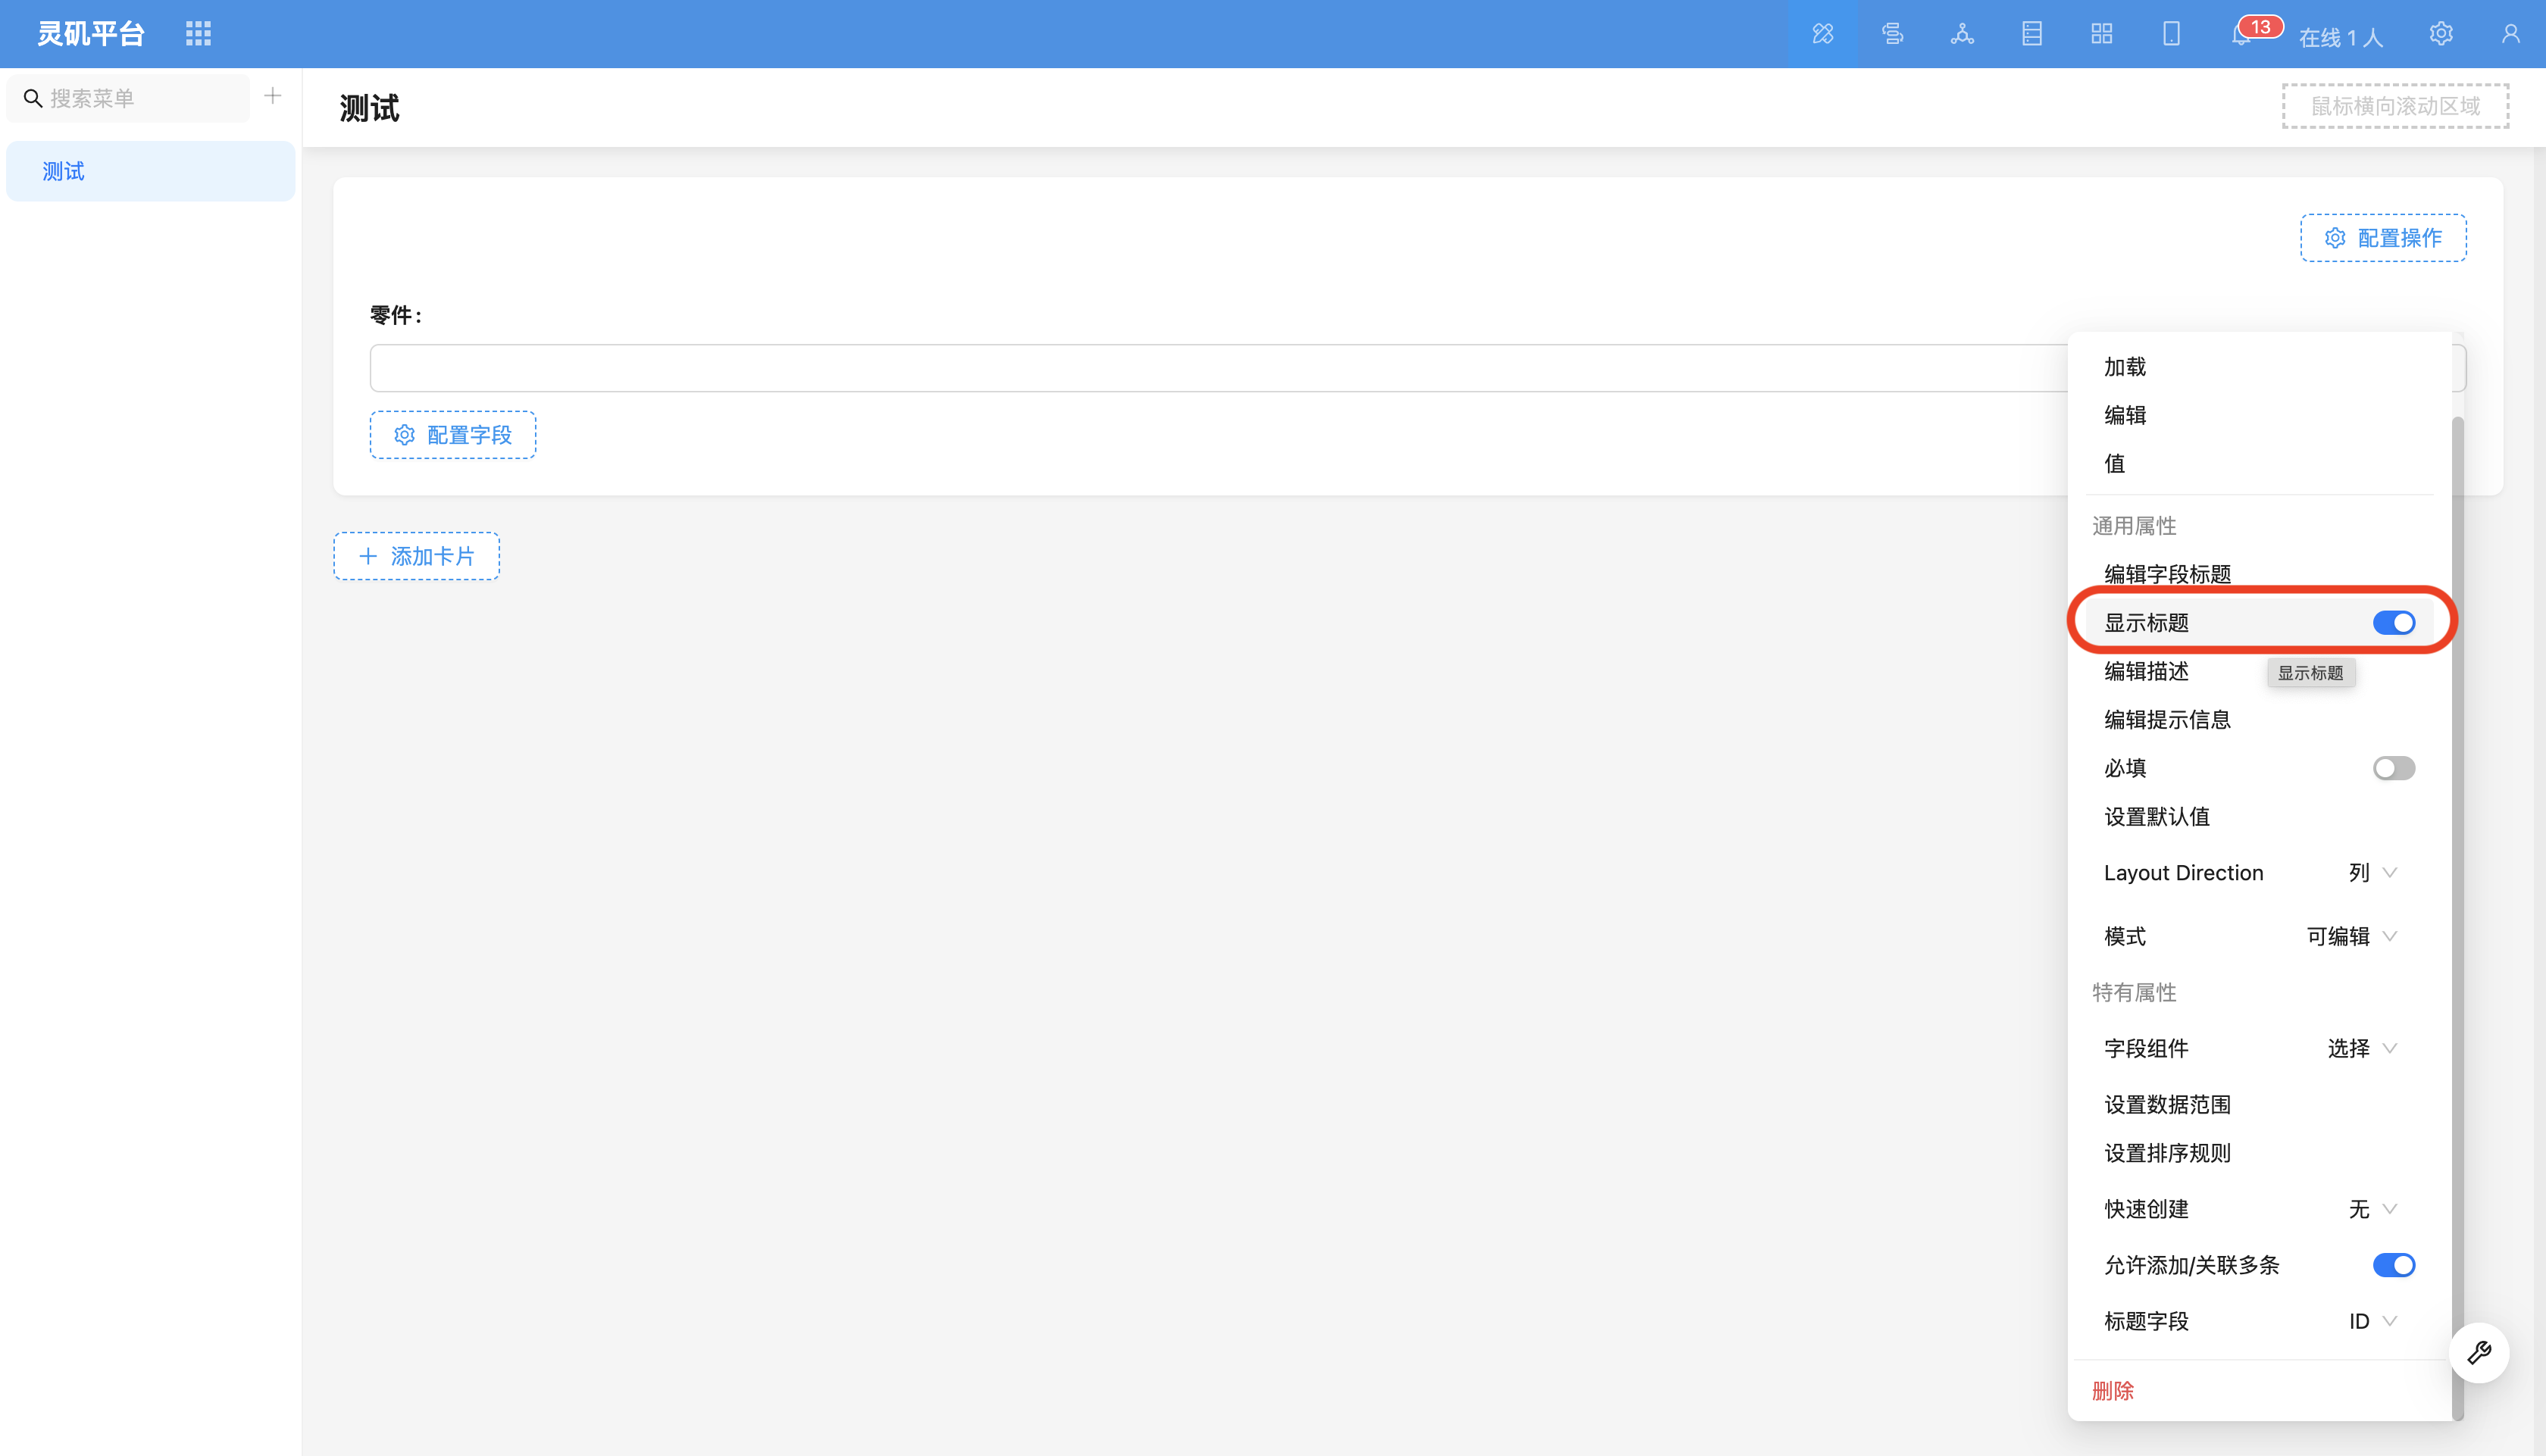 灵矶平台
13
在线 1 人
搜索菜单
测试
测试
鼠标横向滚动区域
配置操作
零件：
配置字段
添加卡片
加载
编辑
值
通用属性
编辑字段标题
显示标题
编辑描述
显示标题
编辑提示信息
必填
设置默认值
Layout Direction 列
模式 可编辑
特有属性
字段组件 选择
设置数据范围
设置排序规则
快速创建 无
允许添加/关联多条
标题字段 ID
删除